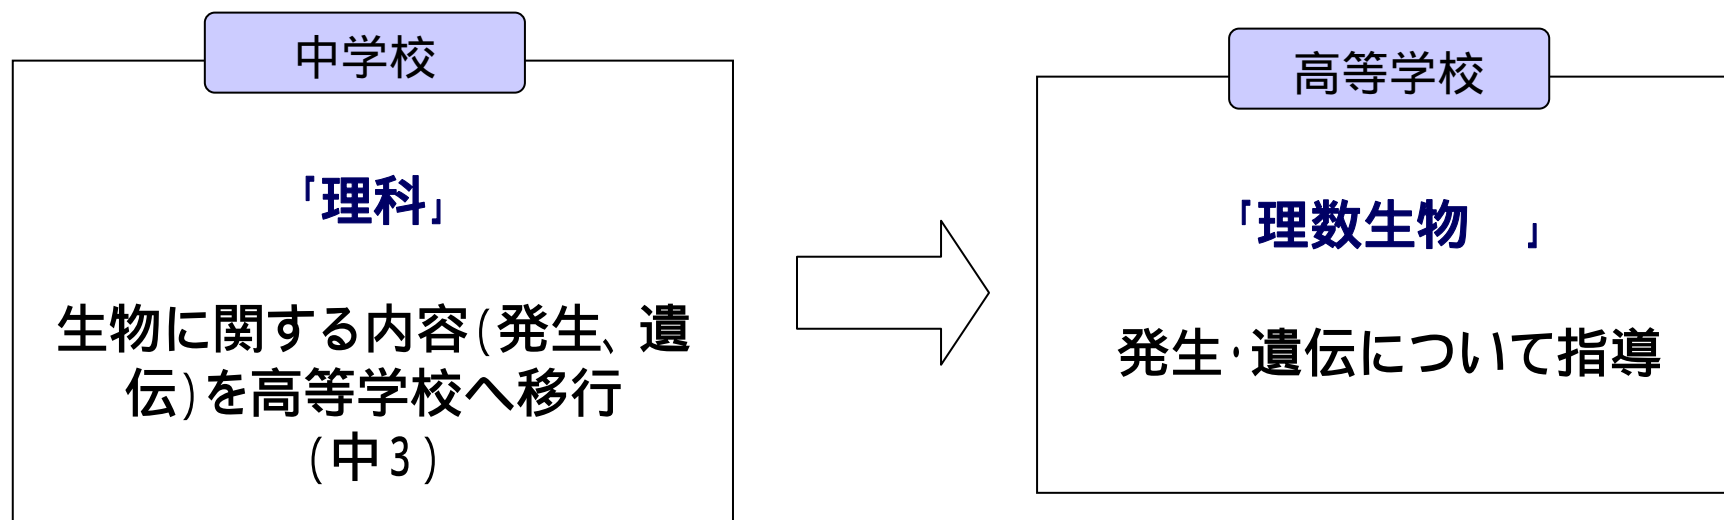 中学校
「理科」
生物に関する内容(発生、遺
伝)を高等学校へ移行
(中3)
高等学校
「理数生物　」
発生・遺伝について指導